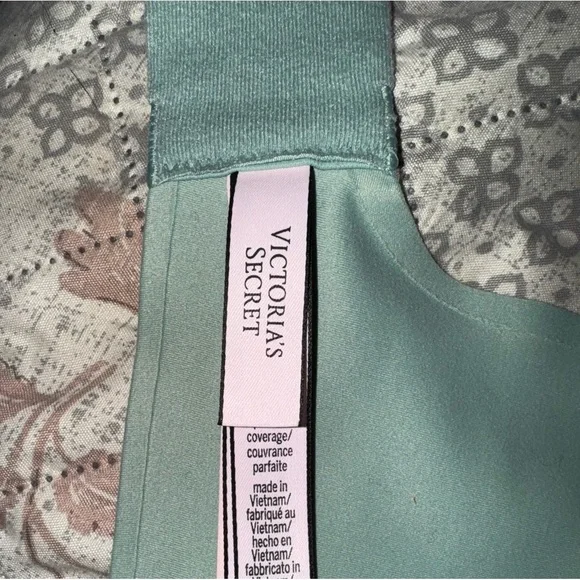 VICTORIA'S
SECRET
coverage/
couvrance
parfaite
made in
Vietnam/
fabriqué au
Vietnam/
hecho en
Vietnam/
fabbricato in